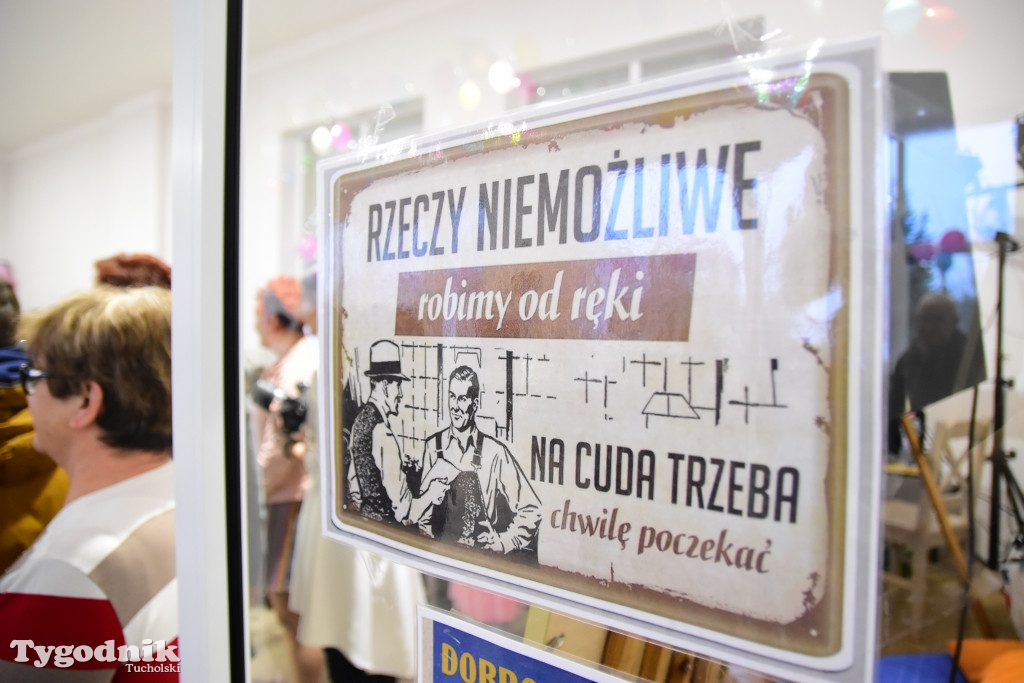 RZECZY NIEMOŻLIWE
robimy od ręki
NA CUDA TRZEBA
chwilę poczekać
Tygodnik
Tucholski